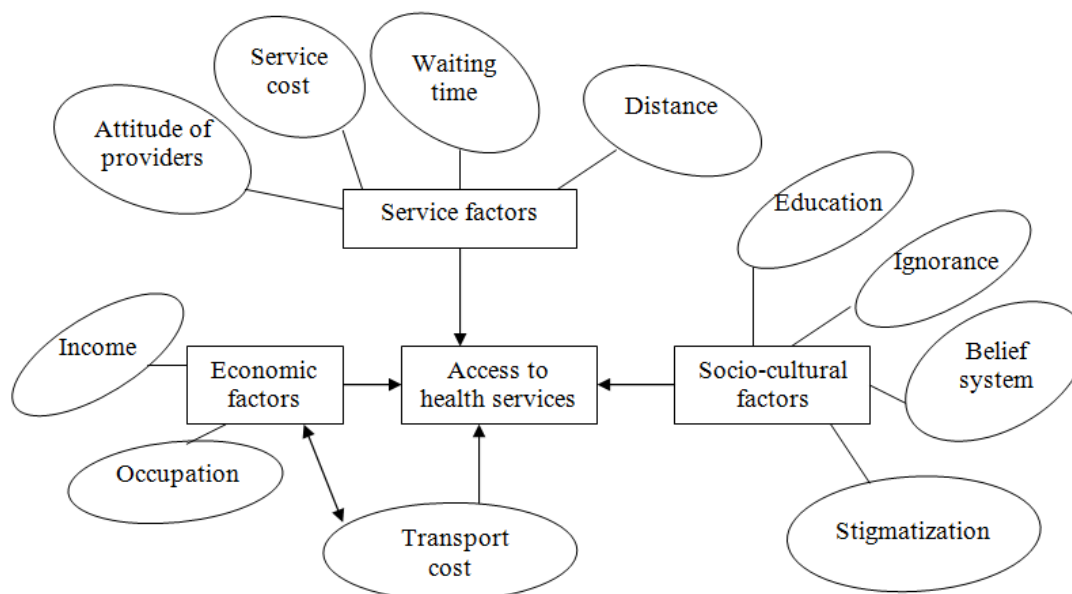 Service
cost
Waiting
time
Distance
Attitude of
providers
Service factors
Education
Ignorance
Income
Economic
factors
Access to
health services
Socio-cultural
factors
Belief
system
Occupation
Transport
cost
Stigmatization